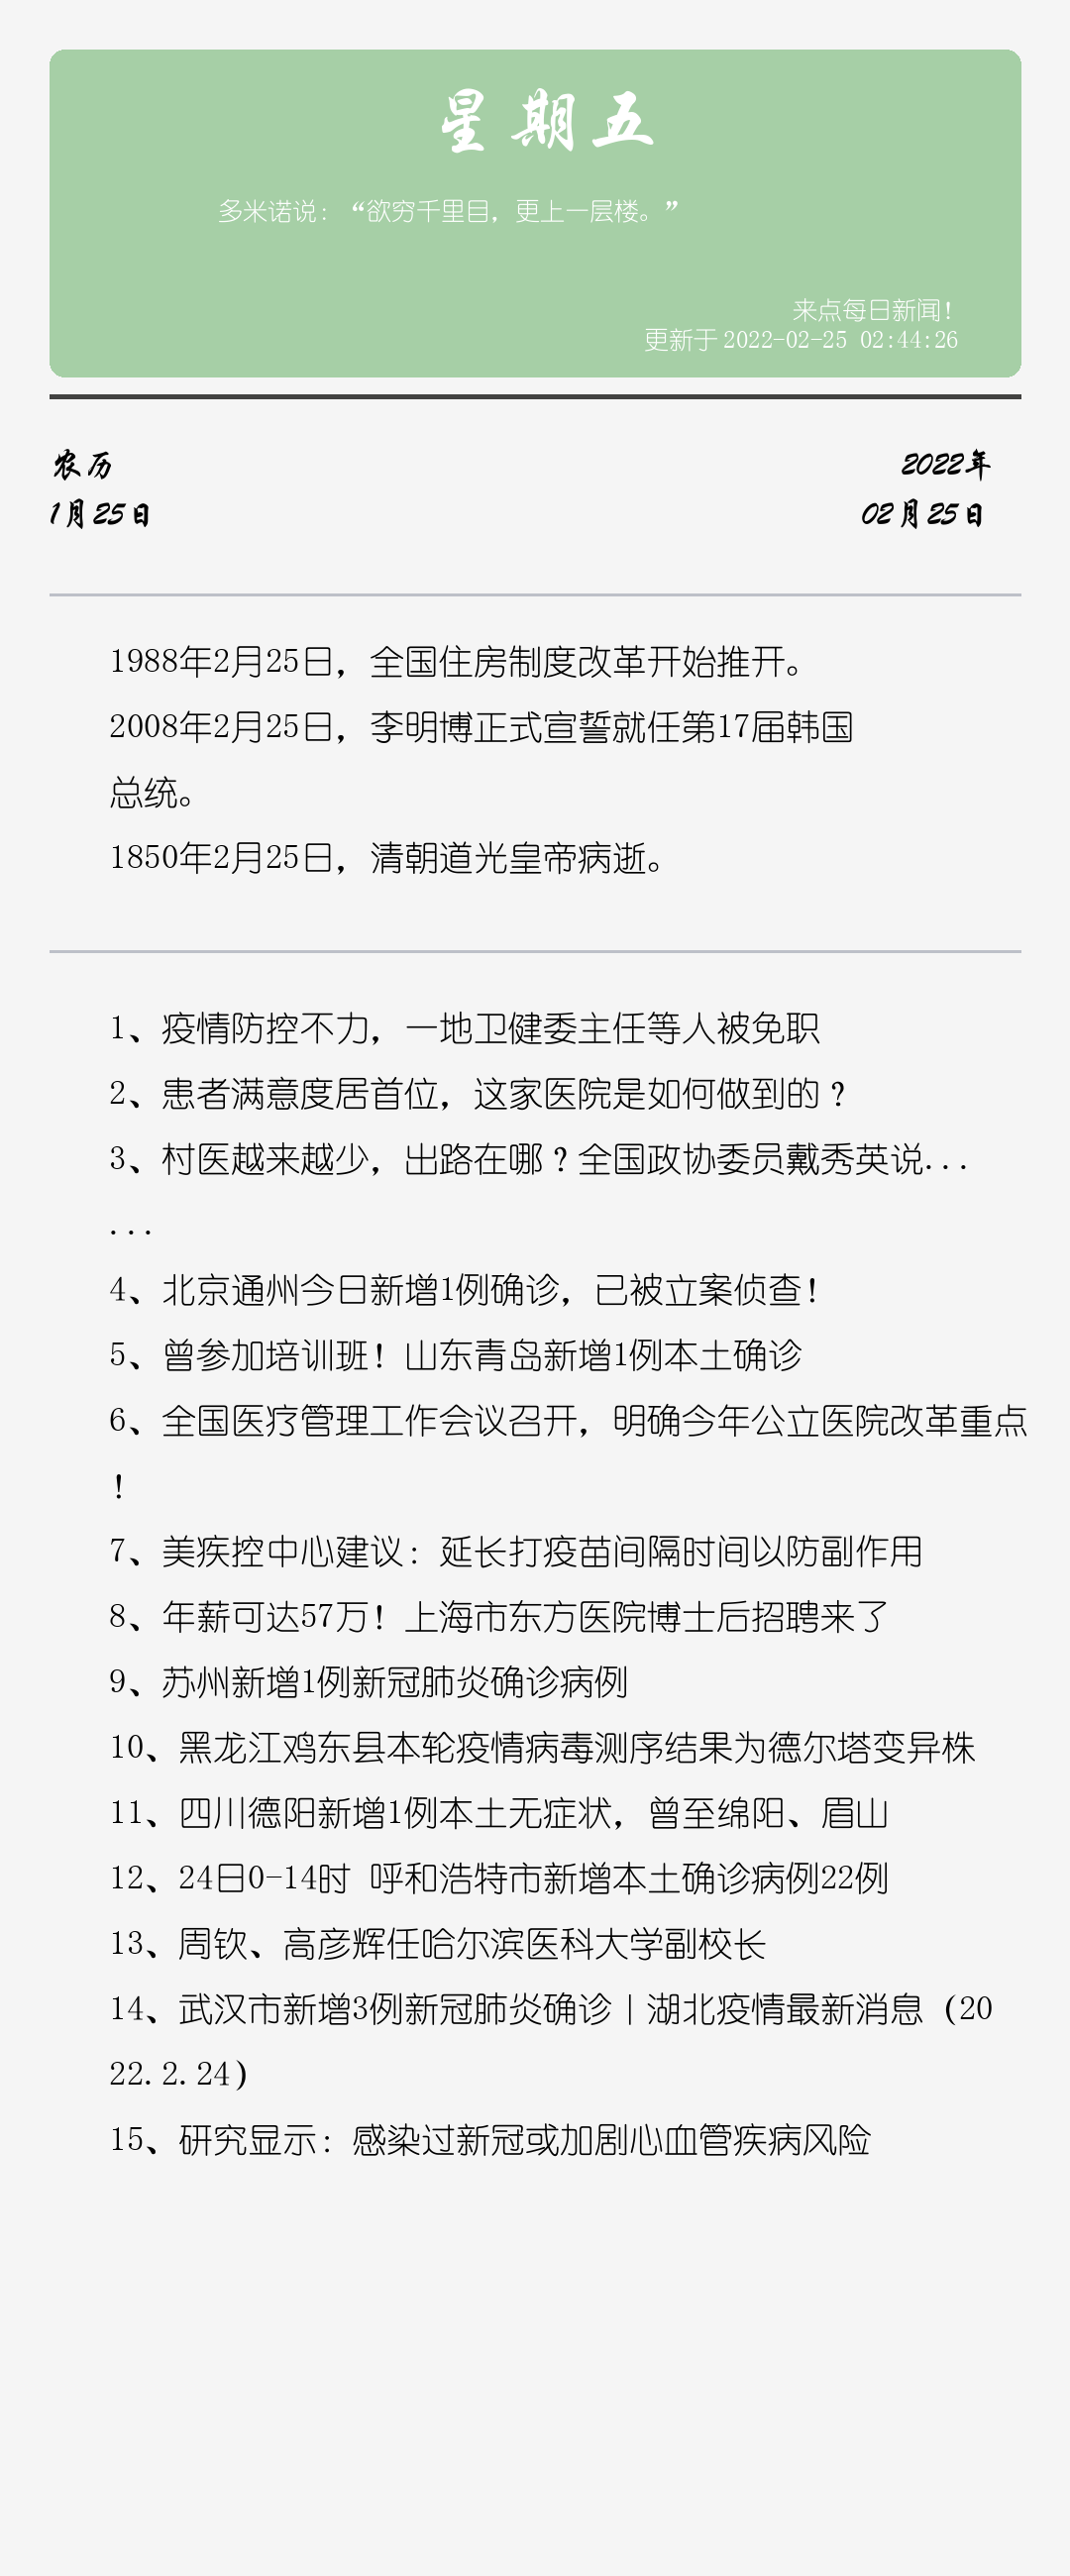 星期五
多米诺说：“欲穷千里目，更上一层楼。”
来点每日新闻！
更新于 2022-02-25 02:44:26
农历
2022年
1月25日
02月25日
1988年2月25日，全国住房制度改革开始推开。
2008年2月25日，李明博正式宣誓就任第17届韩国
总统。
1850年2月25日，清朝道光皇帝病逝。
1、疫情防控不力，一地卫健委主任等人被免职
2、患者满意度居首位，这家医院是如何做到的？
3、村医越来越少，出路在哪？全国政协委员戴秀英说...
...
4、北京通州今日新增1例确诊，已被立案侦查！
5、曾参加培训班！山东青岛新增1例本土确诊
6、全国医疗管理工作会议召开，明确今年公立医院改革重点
！
7、美疾控中心建议：延长打疫苗间隔时间以防副作用
8、年薪可达57万！上海市东方医院博士后招聘来了
9、苏州新增1例新冠肺炎确诊病例
10、黑龙江鸡东县本轮疫情病毒测序结果为德尔塔变异株
11、四川德阳新增1例本土无症状，曾至绵阳、眉山
12、24日0-14时 呼和浩特市新增本土确诊病例22例
13、周钦、高彦辉任哈尔滨医科大学副校长
14、武汉市新增3例新冠肺炎确诊丨湖北疫情最新消息（20
22.2.24）
15、研究显示：感染过新冠或加剧心血管疾病风险